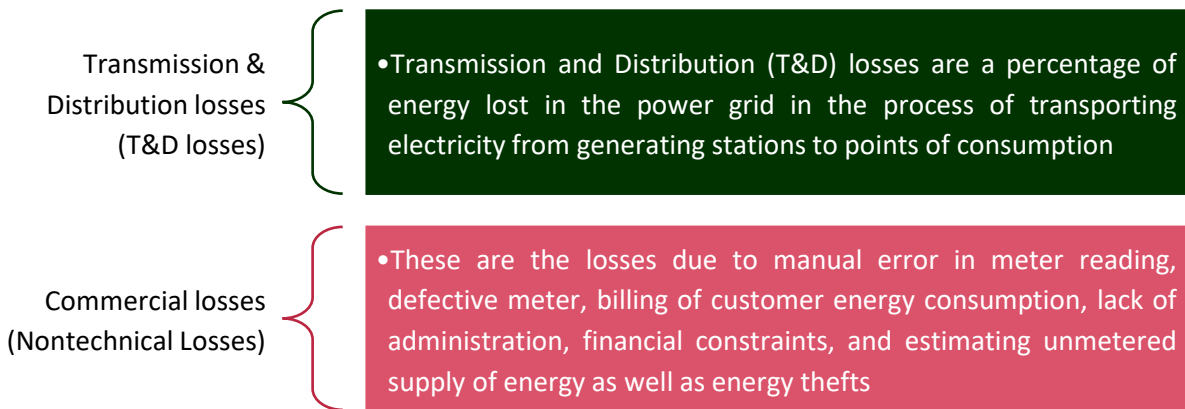 Transmission &
Distribution losses
(T&D losses)
•Transmission and Distribution (T&D) losses are a percentage of
energy lost in the power grid in the process of transporting
electricity from generating stations to points of consumption
Commercial losses
(Nontechnical Losses)
•These are the losses due to manual error in meter reading,
defective meter, billing of customer energy consumption, lack of
administration, financial constraints, and estimating unmetered
supply of energy as well as energy thefts